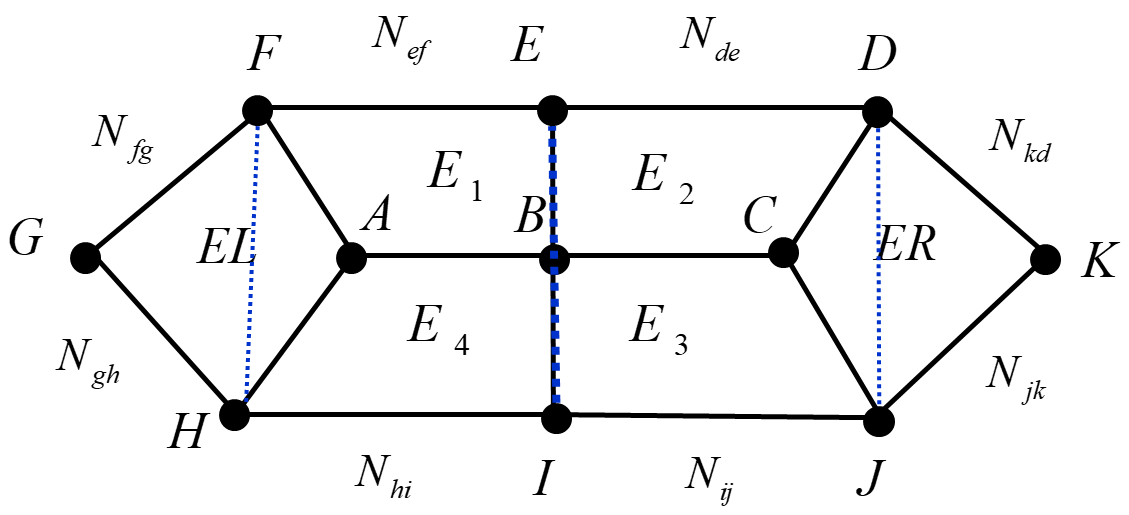 N_ef E N_de
F D
N_fg N_kd
E_1 E_2
G EL A B C ER K
E_4 E_3
N_gh N_jk
H N_hi I N_ij J